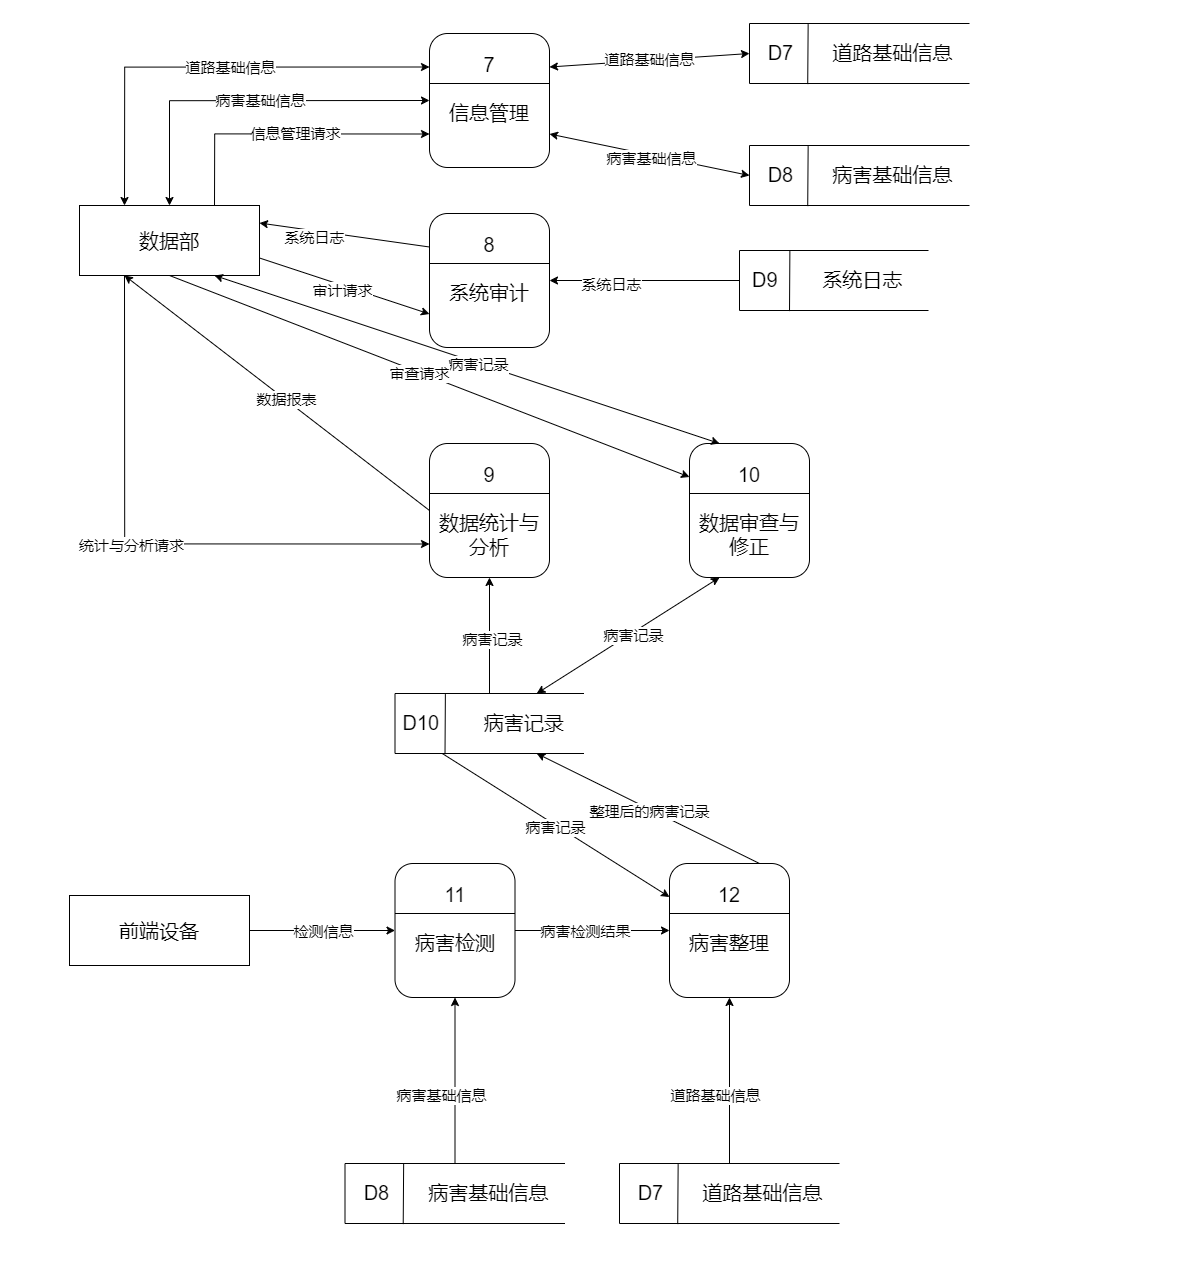 道路基础信息
7
道路基础信息
D7
道路基础信息
病害基础信息
信息管理
信息管理请求
病害基础信息
D8
病害基础信息
数据部
系统日志
8
审计请求
系统审计
系统日志
D9
系统日志
病害记录
审查请求
数据报表
9
数据统计与
分析
10
数据审查与
修正
统计与分析请求
病害记录
病害记录
D10
病害记录
整理后的病害记录
病害记录
前端设备
检测信息
11
病害检测
病害检测结果
12
病害整理
病害基础信息
道路基础信息
D8
病害基础信息
D7
道路基础信息